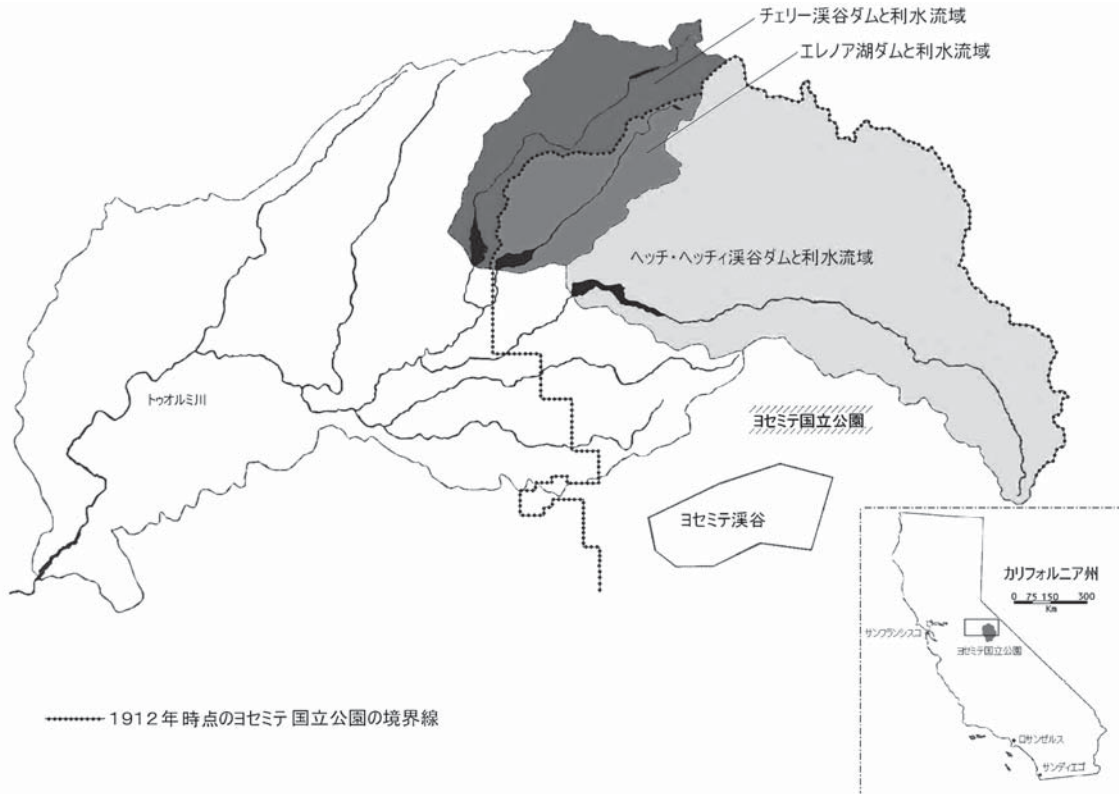 チェリー渓谷ダムと利水流域
エレノア湖ダムと利水流域
ヘッチ・ヘッチィ渓谷ダムと利水流域
トゥオルミ川
ヨセミテ国立公園
ヨセミテ渓谷
カリフォルニア州
0 75 150 300
Km
サンフランシスコ
ヨセミテ国立公園
ロサンゼルス
サンディエゴ
1912年時点のヨセミテ国立公園の境界線